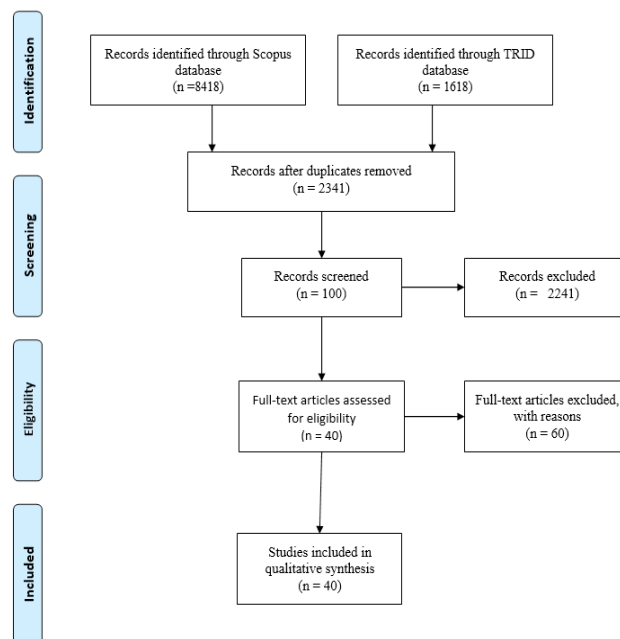 Identification
Records identified through Scopus
database
(n =8418)
Records identified through TRID
database
(n = 1618)
Records after duplicates removed
(n = 2341)
Screening
Records screened
(n = 100)
Records excluded
(n = 2241)
Eligibility
Full-text articles assessed
for eligibility
(n = 40)
Full-text articles excluded,
with reasons
(n = 60)
Included
Studies included in
qualitative synthesis
(n = 40)